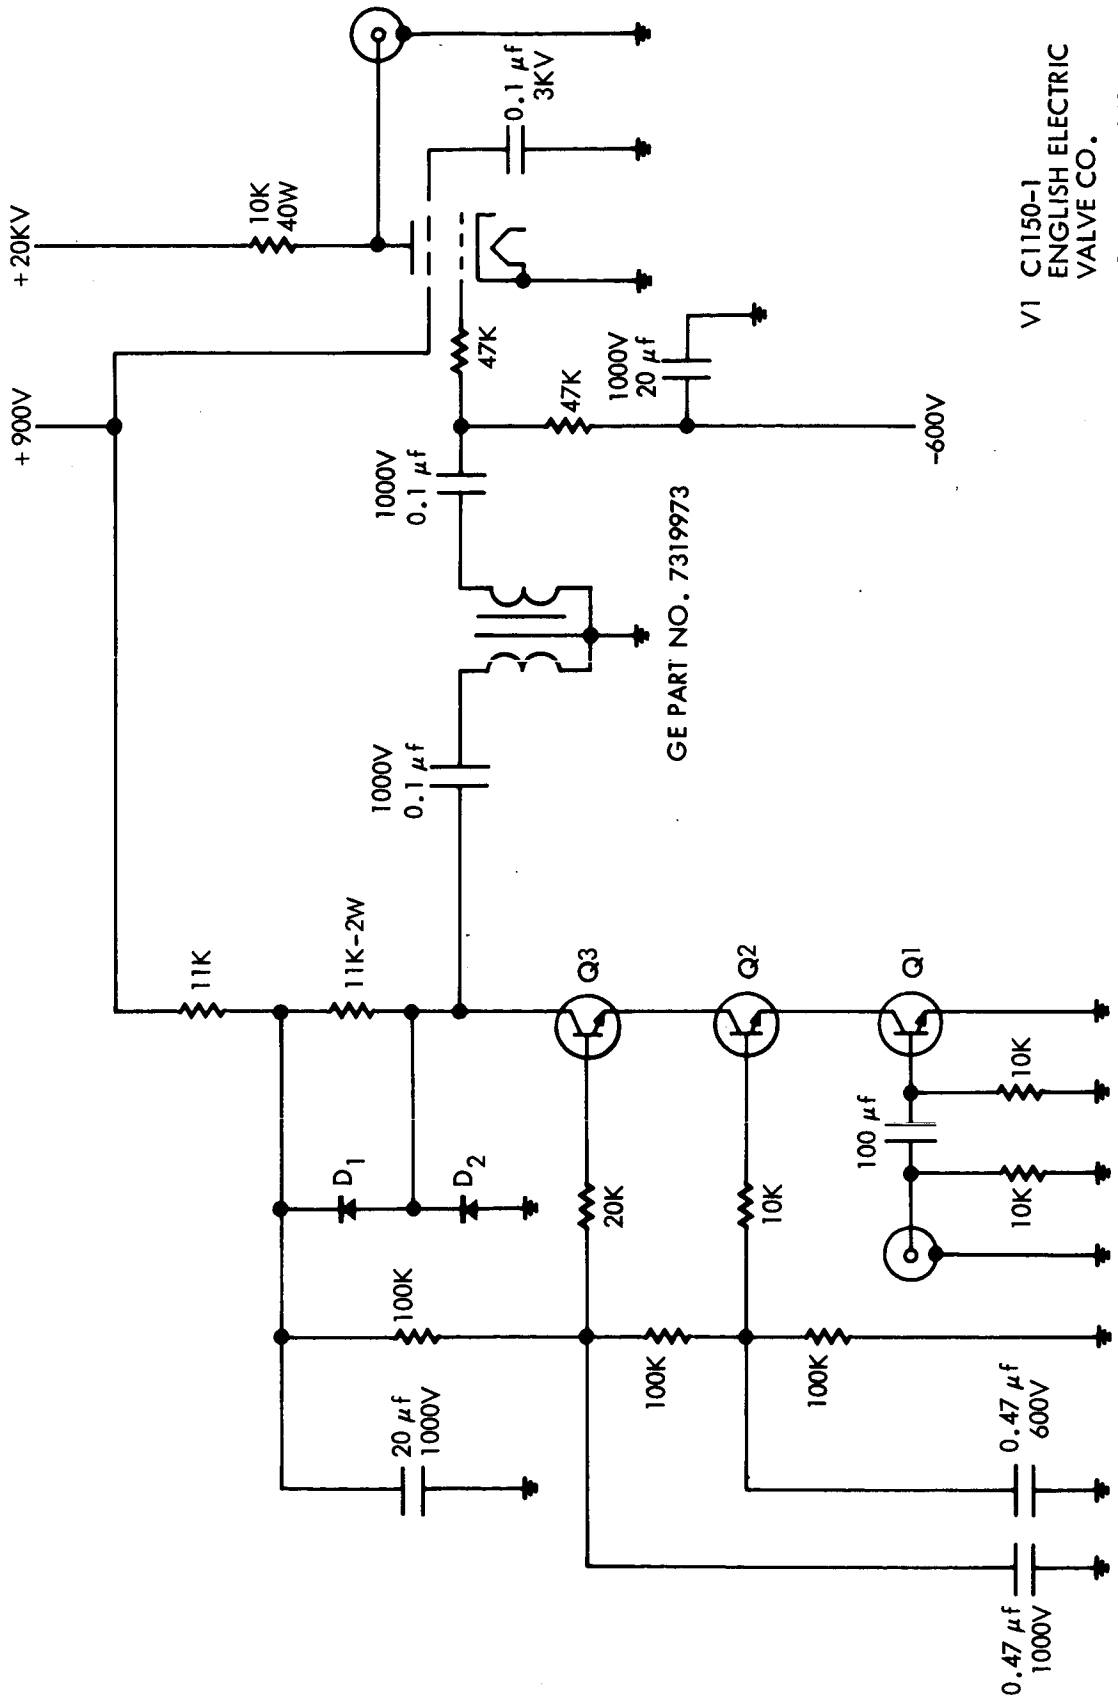 +20KV
+900V
10K
40W
0.1 μf
3KV
47K
47K
1000V
20 μf
-600V
1000V
0.1 μf
GE PART NO. 7319973
1000V
0.1 μf
V1 C1150-1
ENGLISH ELECTRIC
VALVE CO.
11K
11K-2W
Q3
Q2
Q1
D1
D2
20K
10K
100 μf
10K
10K
100K
100K
100K
20 μf
1000V
0.47 μf
600V
0.47 μf
1000V